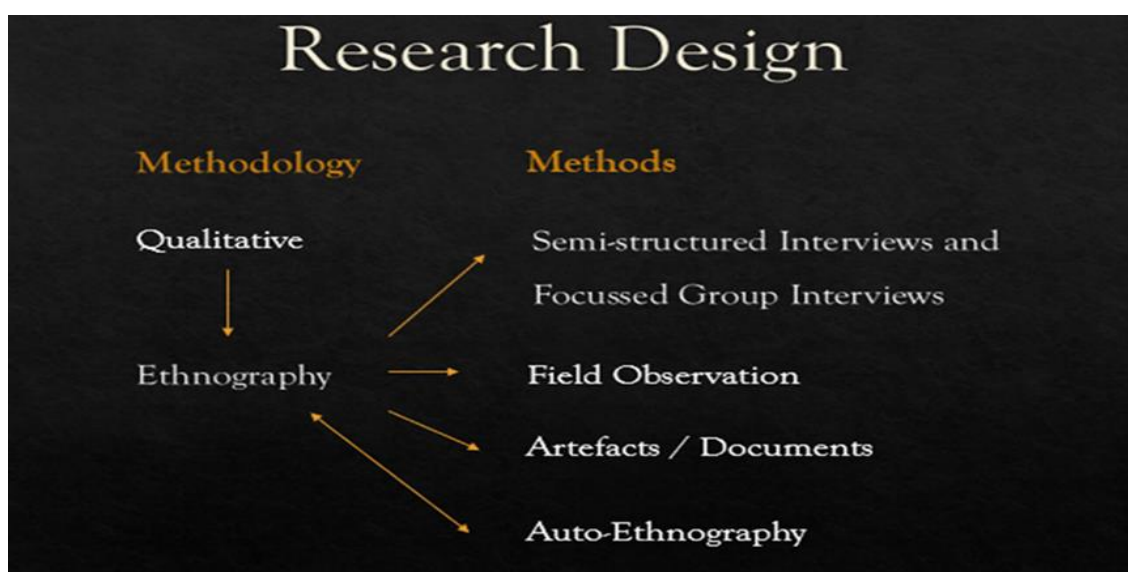 Research Design
Methodology
Methods
Qualitative
Semi-structured Interviews and
Focussed Group Interviews
Ethnography
Field Observation
Artefacts / Documents
Auto-Ethnography